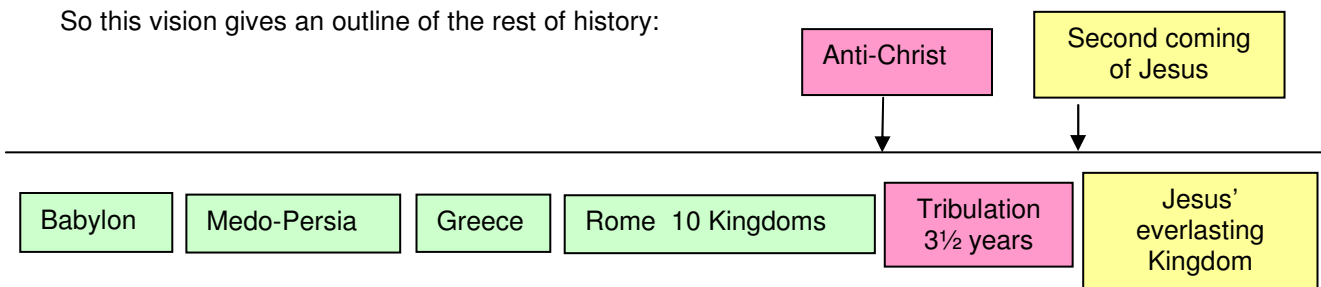 So this vision gives an outline of the rest of history:
Anti-Christ
Second coming
of Jesus
Babylon
Medo-Persia
Greece
Rome 10 Kingdoms
Tribulation
3½ years
Jesus’
everlasting
Kingdom